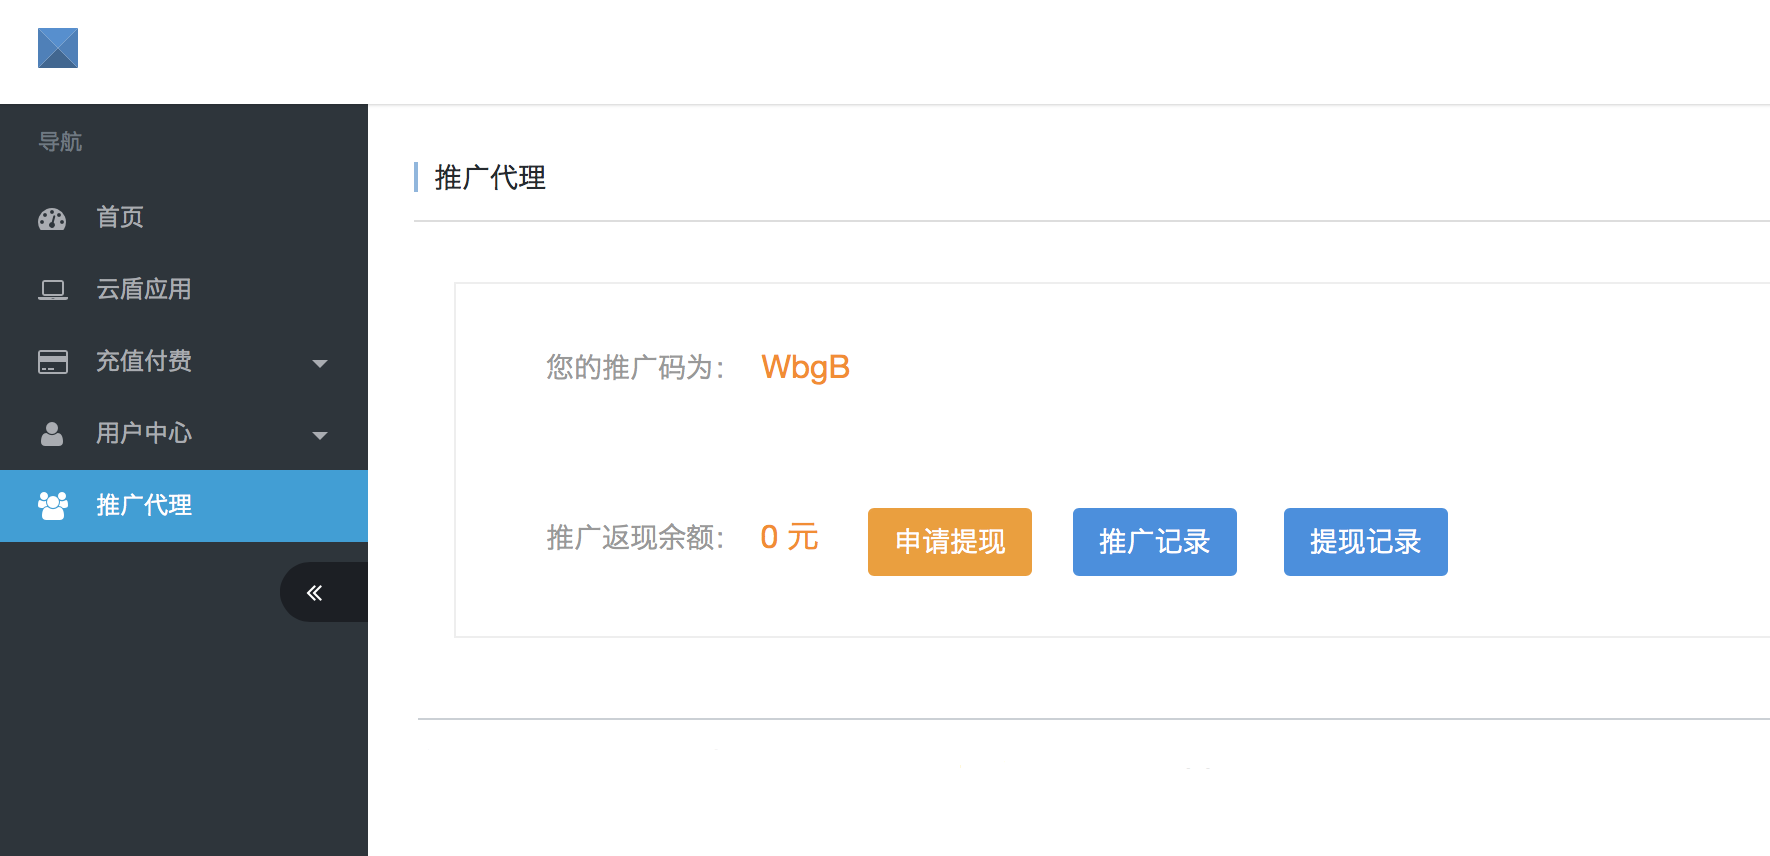 导航
首页
云盾应用
充值付费
用户中心
推广代理
推广代理
您的推广码为： WbgB
推广返现余额： 0 元 申请提现 推广记录 提现记录